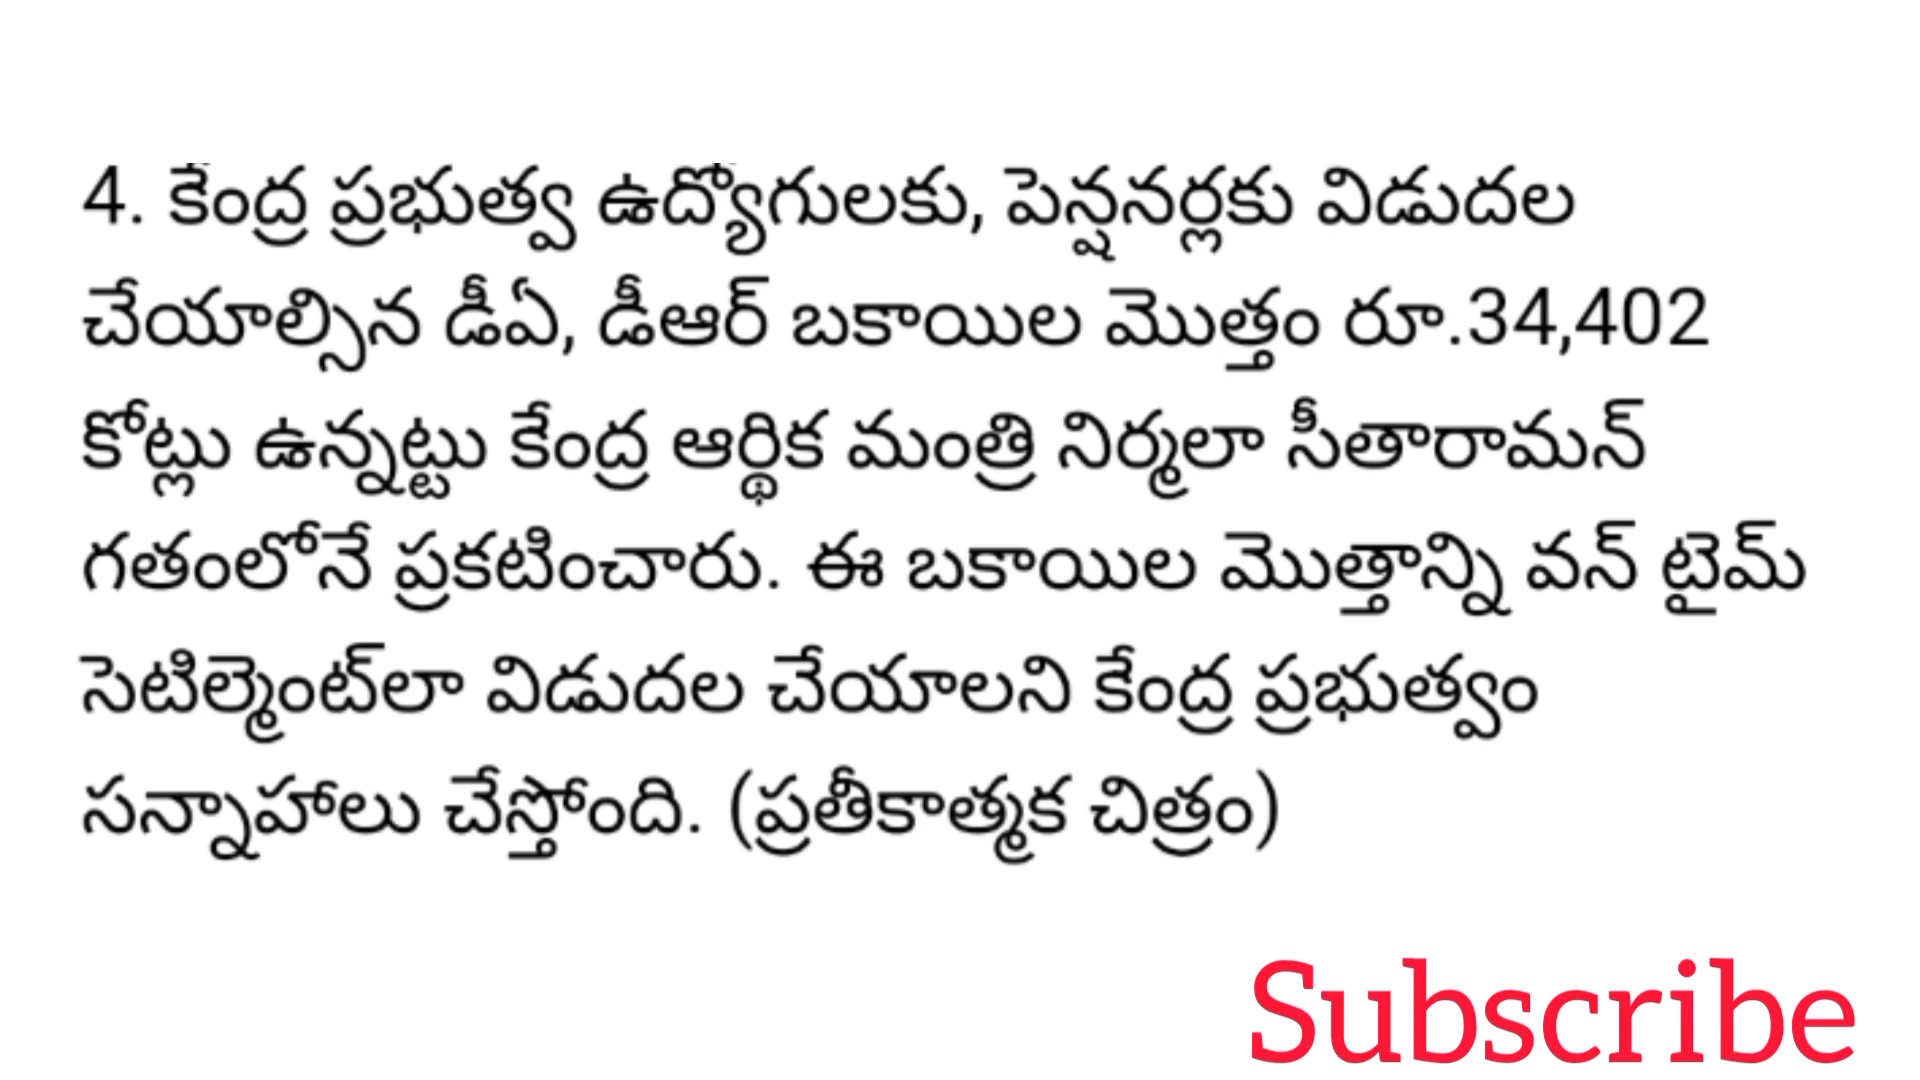 4. కేంద్ర ప్రభుత్వ ఉద్యోగులకు, పెన్షనర్లకు విడుదల
చేయాల్సిన డీఏ, డీఆర్ బకాయిల మొత్తం రూ.34,402
కోట్లు ఉన్నట్టు కేంద్ర ఆర్థిక మంత్రి నిర్మలా సీతారామన్
గతంలోనే ప్రకటించారు. ఈ బకాయిల మొత్తాన్ని వన్ టైమ్
సెటిల్మెంట్‌లా విడుదల చేయాలని కేంద్ర ప్రభుత్వం
సన్నాహాలు చేస్తోంది. (ప్రతీకాత్మక చిత్రం)
Subscribe